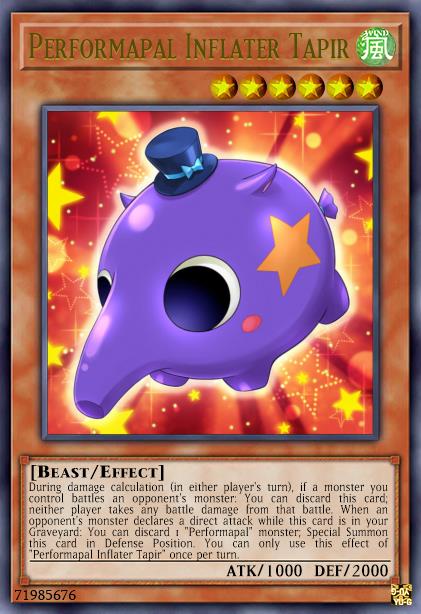 PERFORMAPAL INFLATER TAPIR
WIND
風
[BEAST/EFFECT]
During damage calculation (in either player's turn), if a monster you
control battles an opponent's monster: You can discard this card;
neither player takes any battle damage from that battle. When an
opponent's monster declares a direct attack while this card is in your
Graveyard: You can discard 1 "Performapal" monster; Special Summon
this card in Defense Position. You can only use this effect of
"Performapal Inflater Tapir" once per turn.
ATK/1000 DEF/2000
71985676